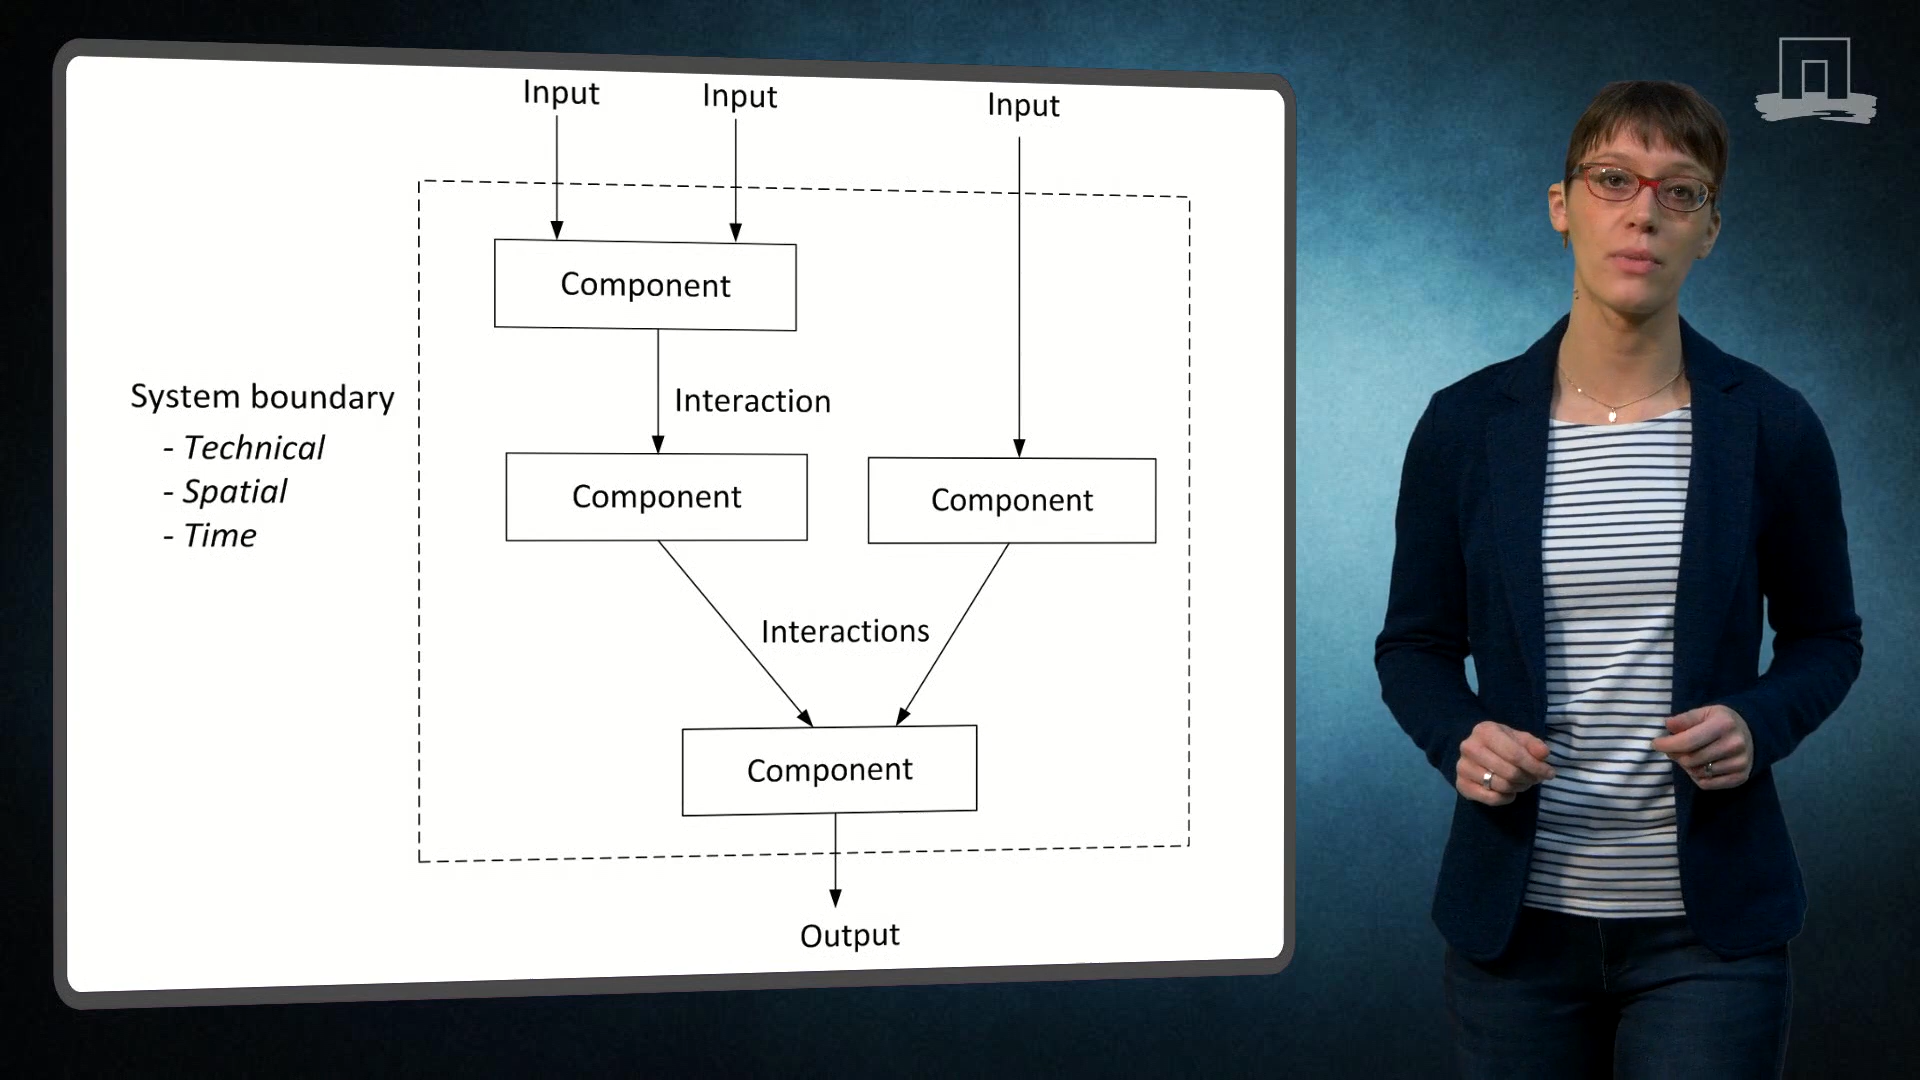 Input
Input
Input
Component
Interaction
System boundary
- Technical
- Spatial
- Time
Component
Component
Interactions
Component
Output